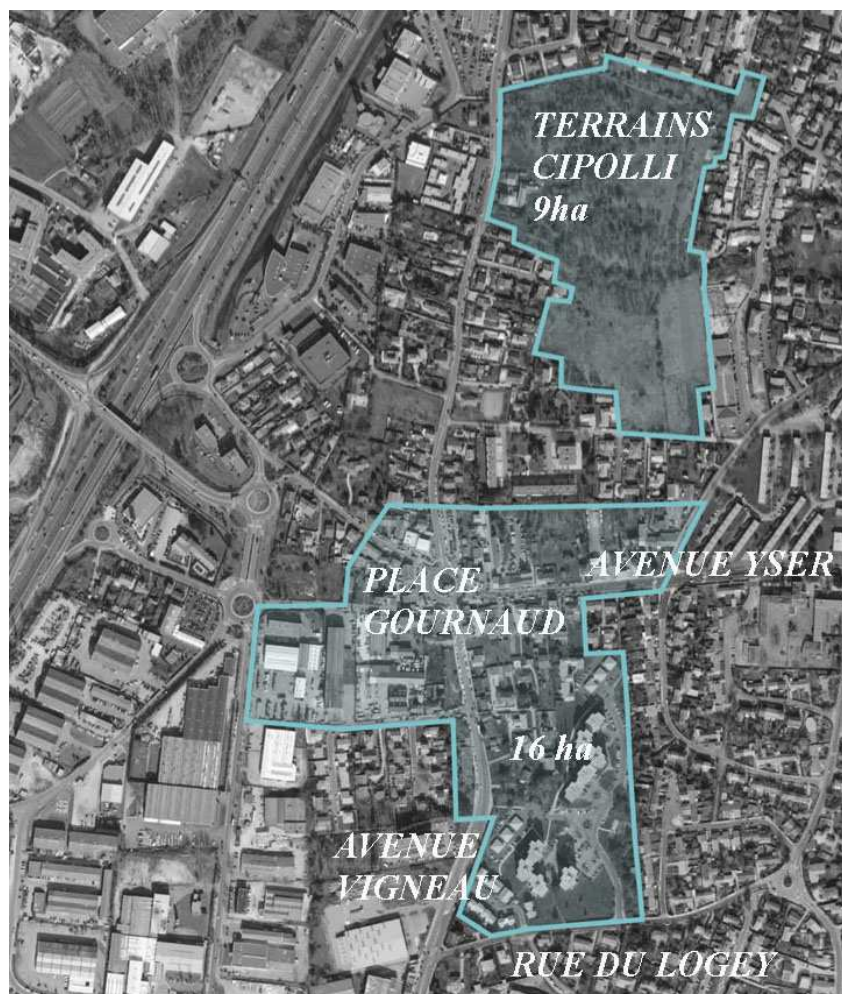 TERRAINS
CIPOLLI
9ha
AVENUE YSER
PLACE
GOURNAUD
16 ha
AVENUE
VIGNEAU
RUE DU LOGEY